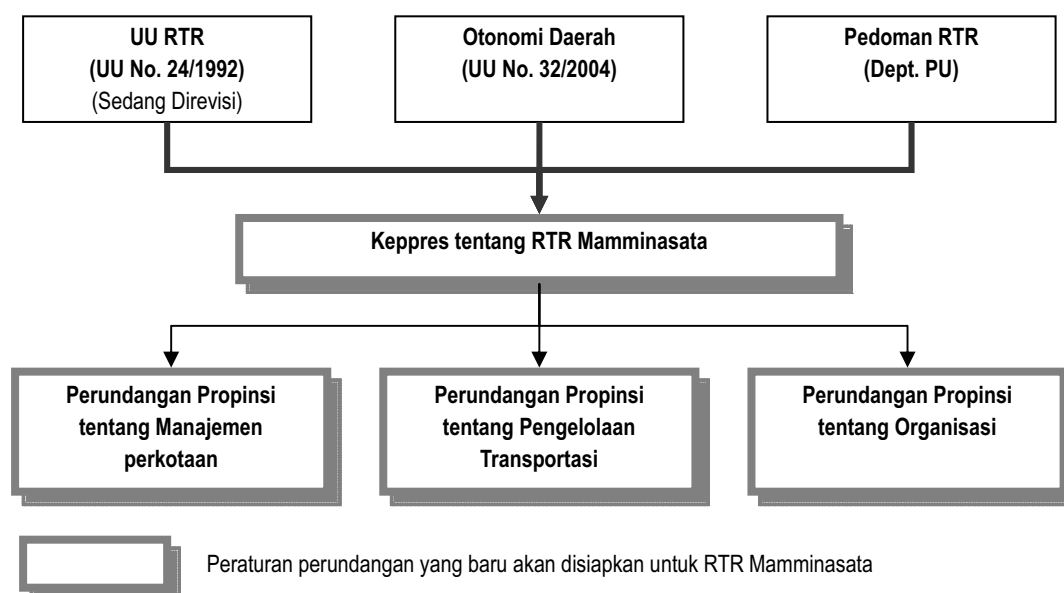 UU RTR
(UU No. 24/1992)
(Sedang Direvisi)
Otonomi Daerah
(UU No. 32/2004)
Pedoman RTR
(Dept. PU)
Keppres tentang RTR Mamminasata
Perundangan Propinsi
tentang Manajemen
perkotaan
Perundangan Propinsi
tentang Pengelolaan
Transportasi
Perundangan Propinsi
tentang Organisasi
Peraturan perundangan yang baru akan disiapkan untuk RTR Mamminasata